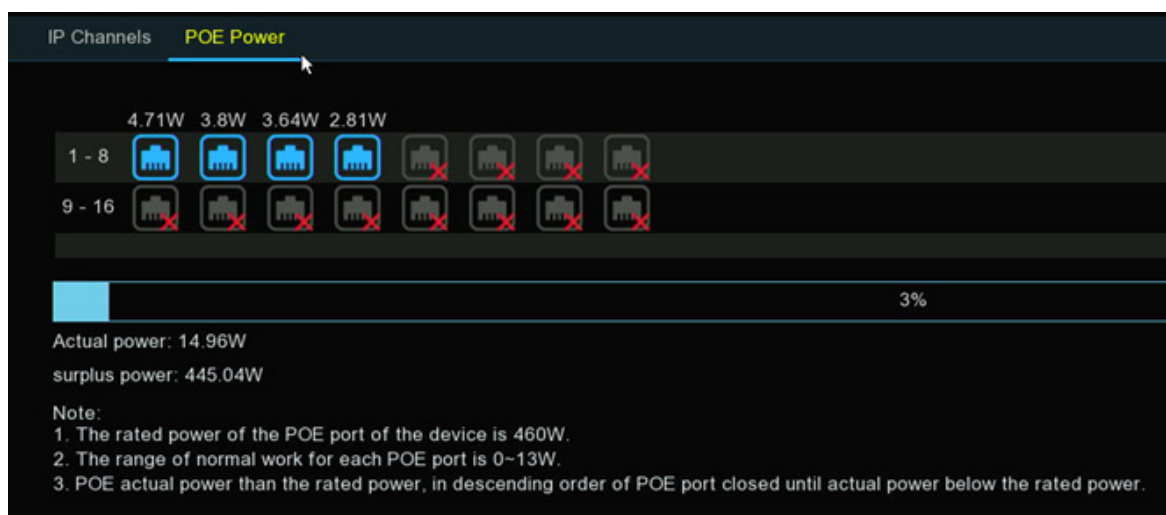 IP Channels POE Power
4.71W 3.8W 3.64W 2.81W
1 - 8
9 - 16
3%
Actual power: 14.96W
surplus power: 445.04W
Note:
1. The rated power of the POE port of the device is 460W.
2. The range of normal work for each POE port is 0~13W.
3. POE actual power than the rated power, in descending order of POE port closed until actual power below the rated power.